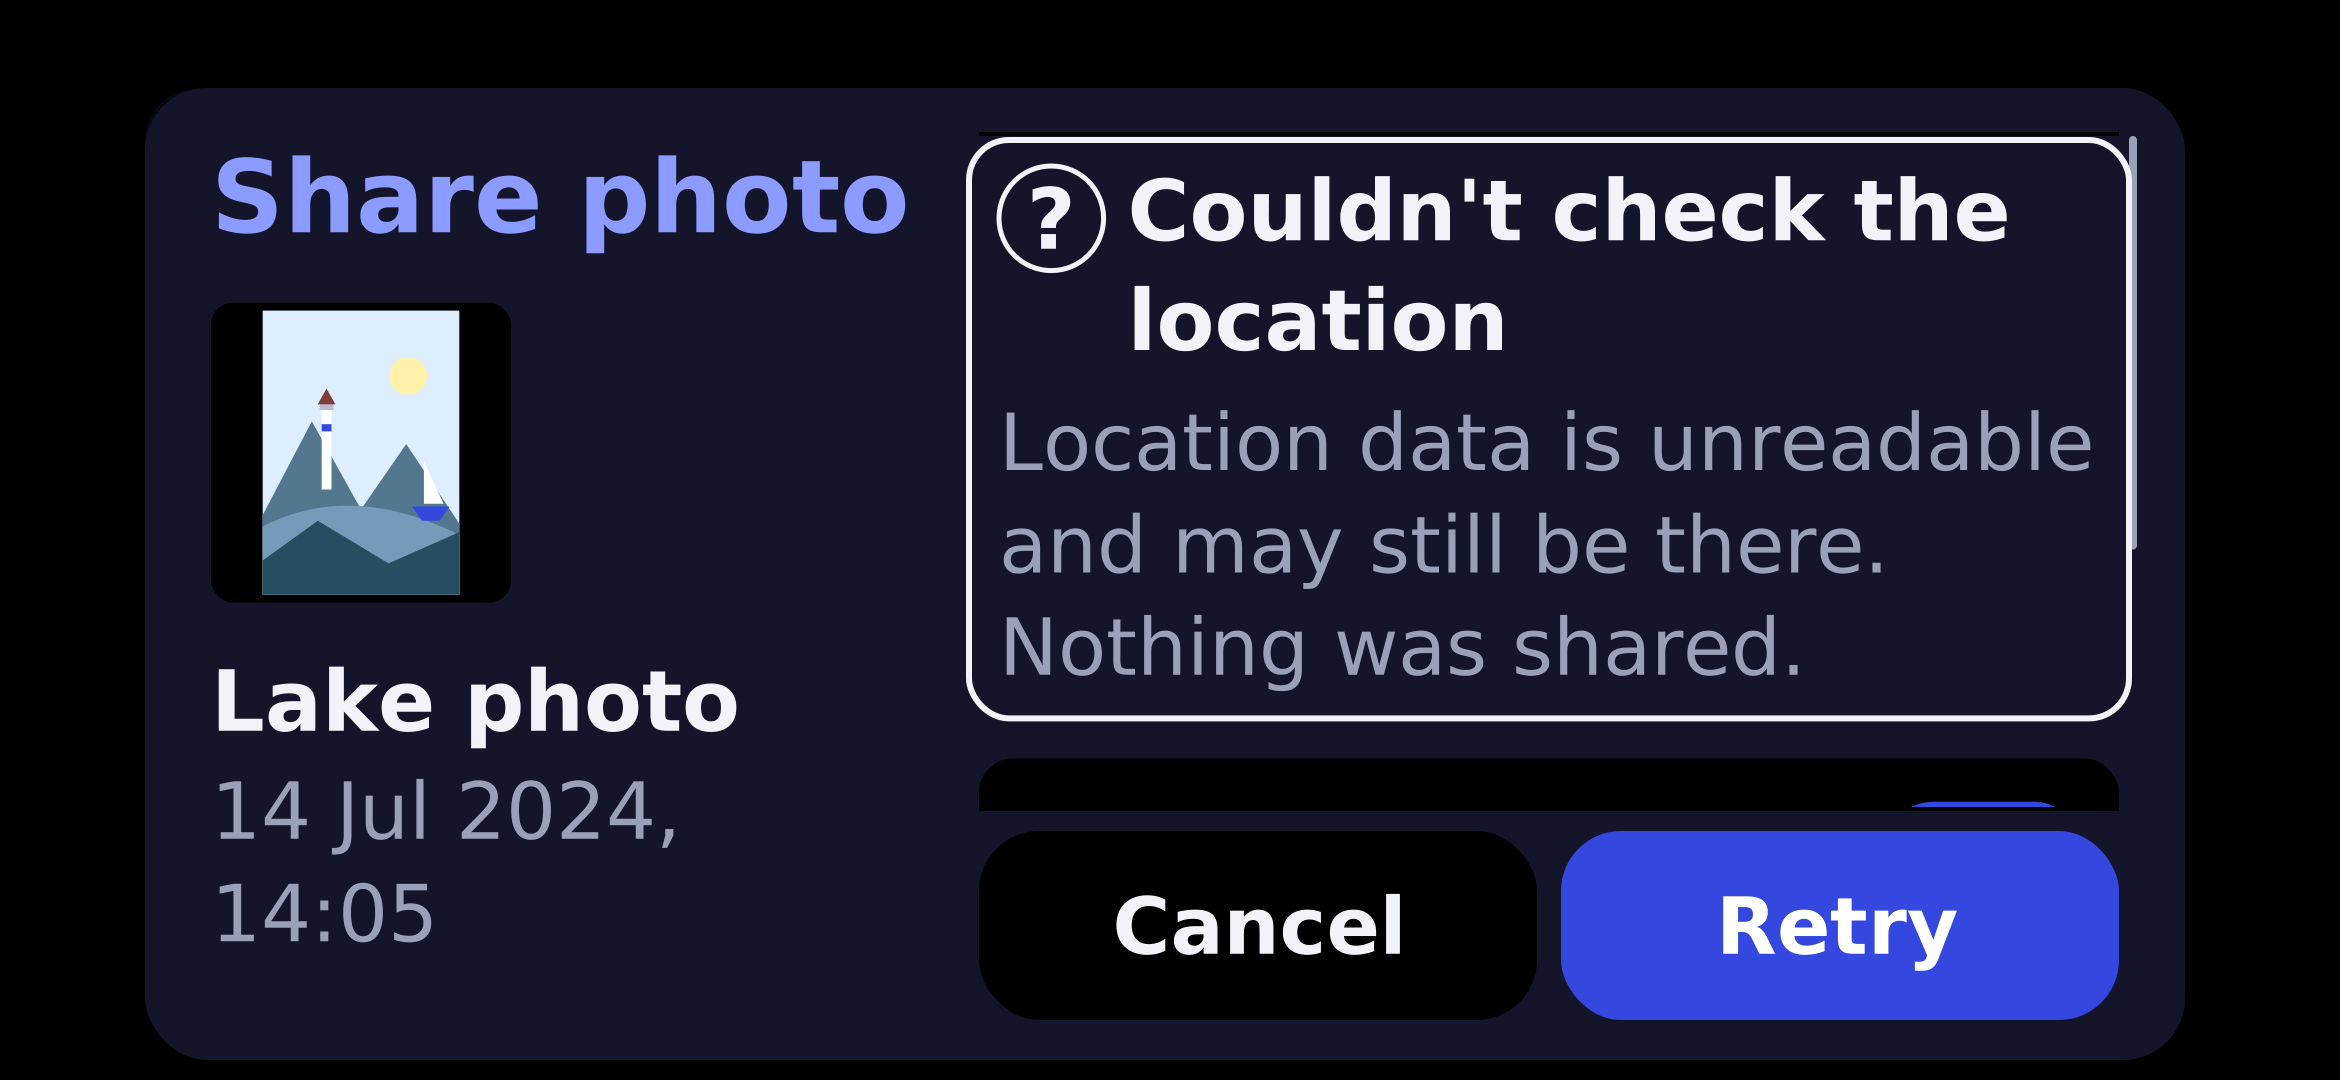 Share photo
Lake photo
14 Jul 2024,
14:05
?
Couldn't check the
location
Location data is unreadable
and may still be there.
Nothing was shared.
Cancel
Retry